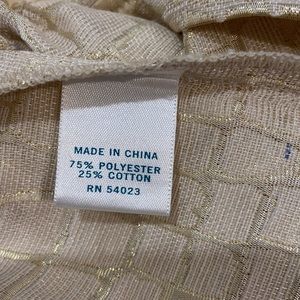 MADE IN CHINA
75% POLYESTER
25% COTTON
RN 54023